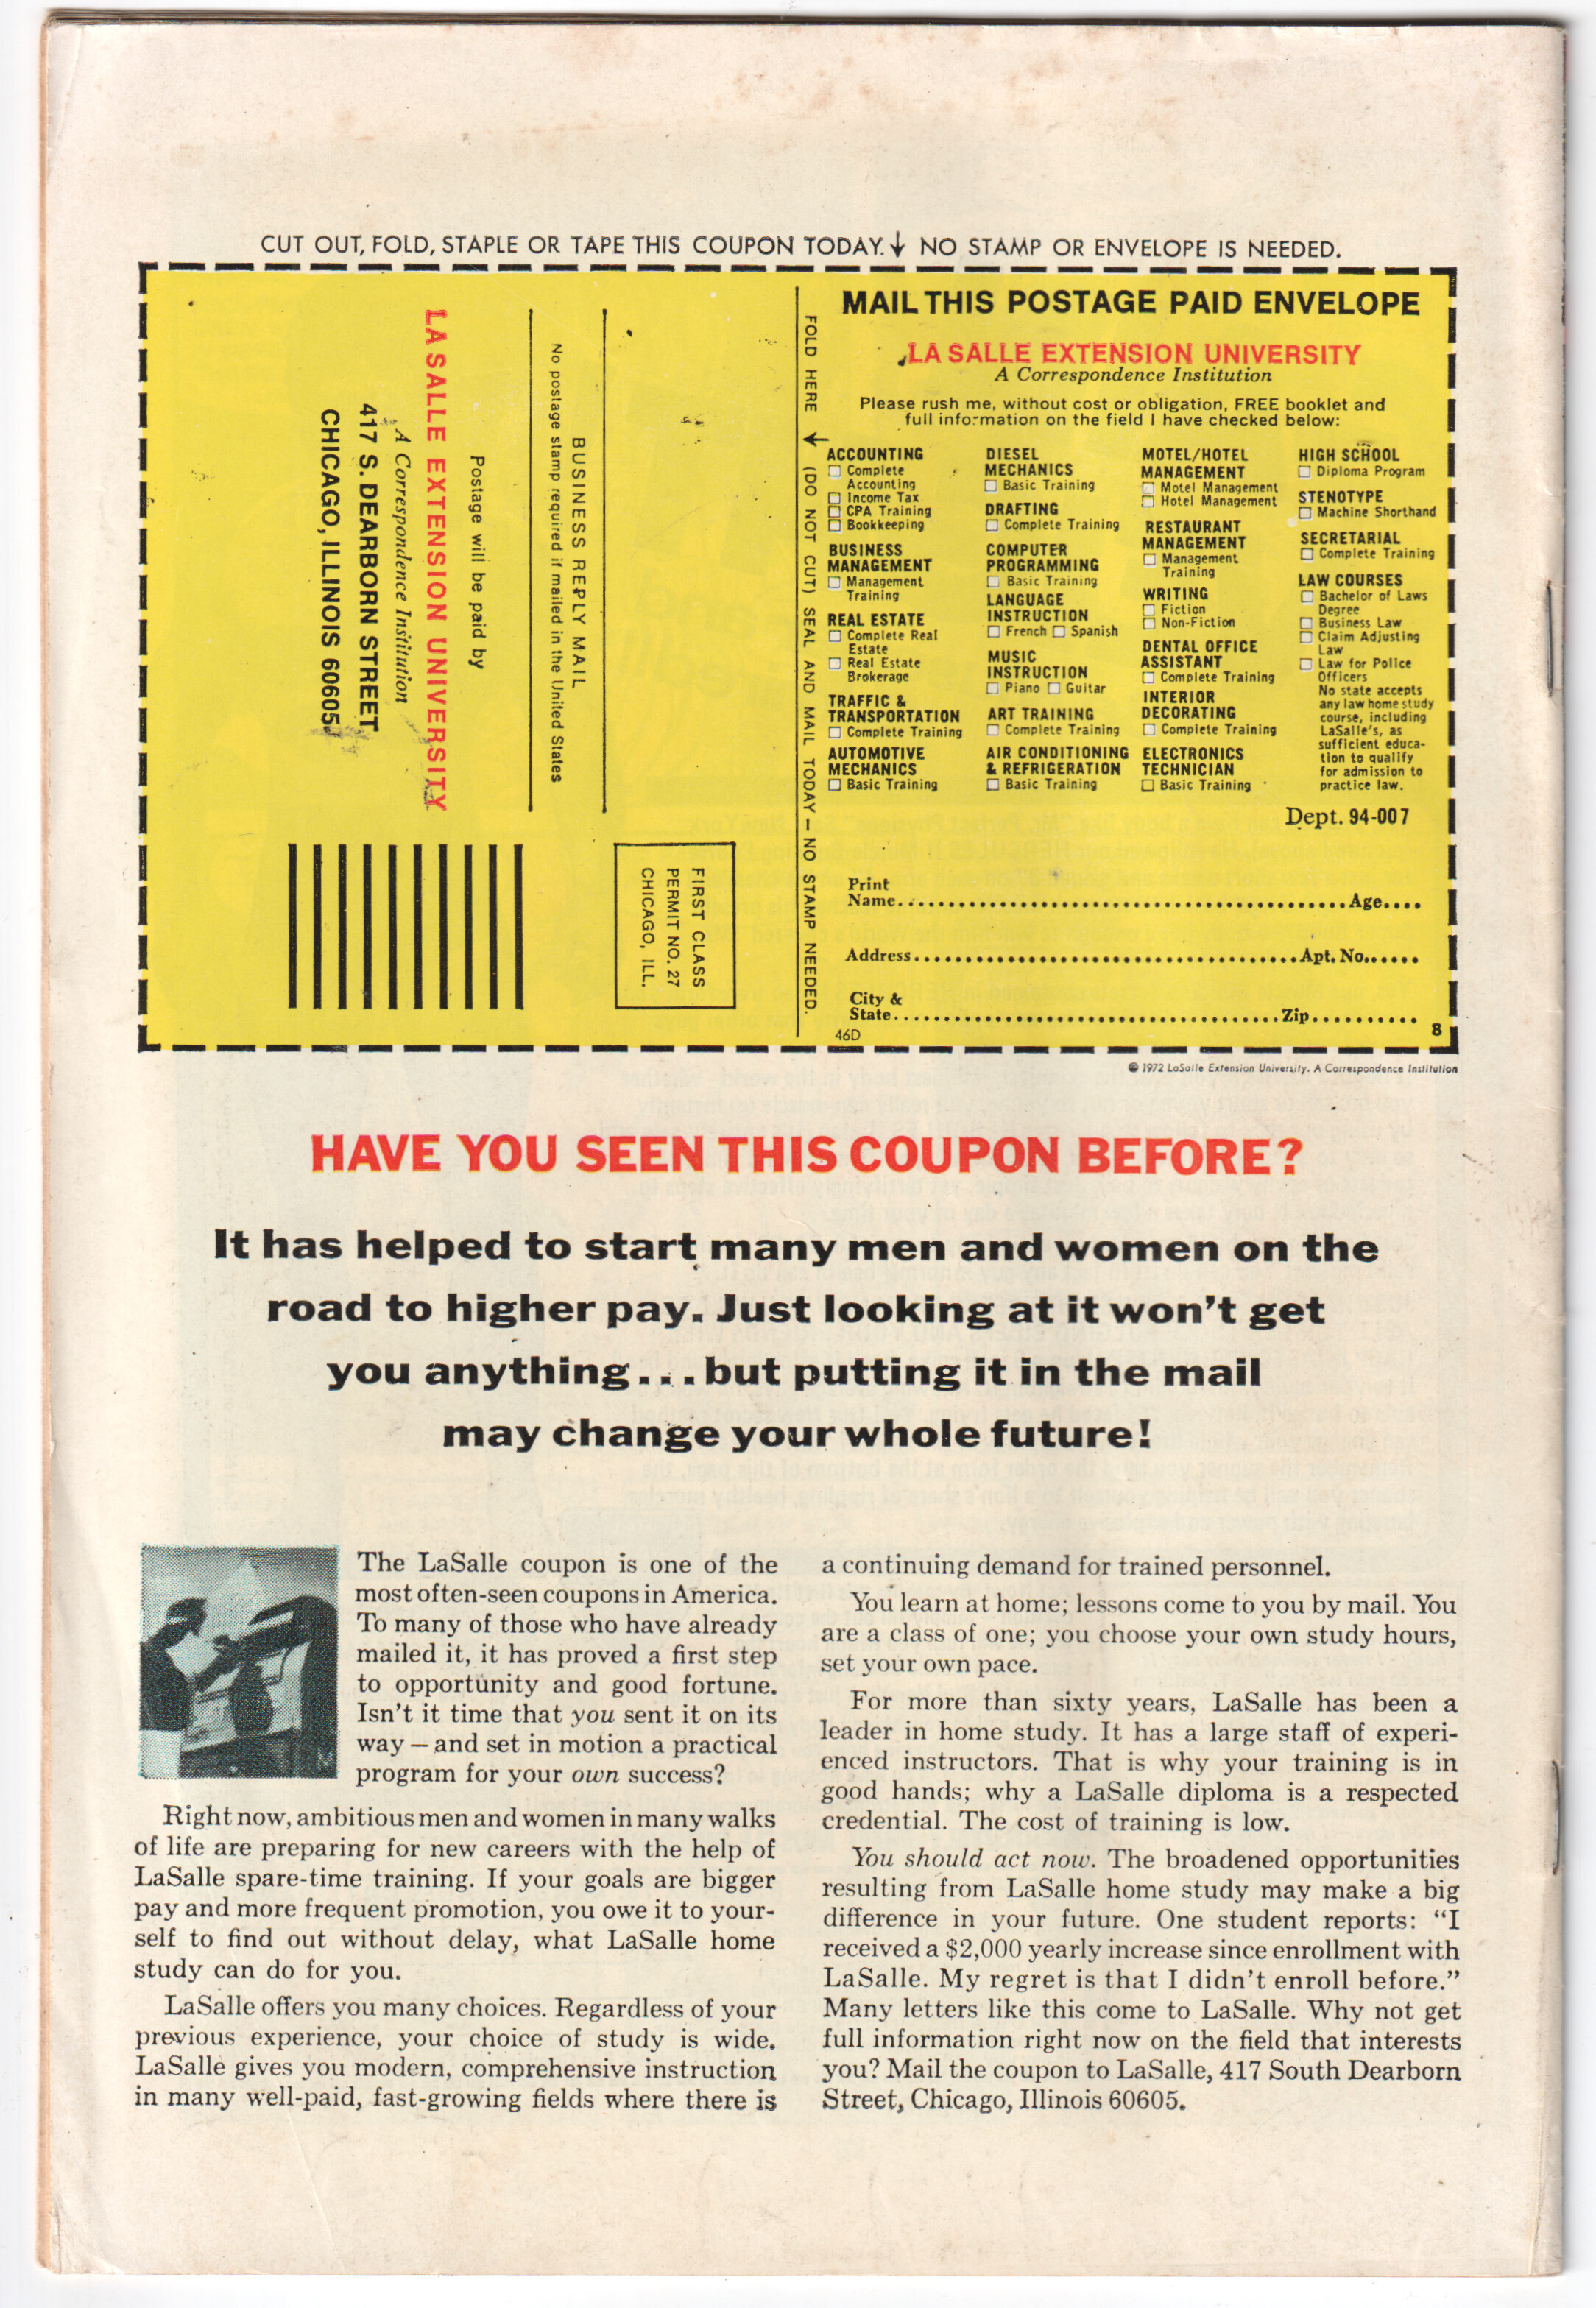 CUT OUT, FOLD, STAPLE OR TAPE THIS COUPON TODAY. ↓ NO STAMP OR ENVELOPE IS NEEDED.
LA SALLE EXTENSION UNIVERSITY
A Correspondence Insitution
417 S. DEARBORN STREET
CHICAGO, ILLINOIS 60605
Postage will be paid by
No postage stamp required if mailed in the United States
BUSINESS REPLY MAIL
FIRST CLASS
PERMIT NO. 27
CHICAGO, ILL.
FOLD HERE → (DO NOT CUT) SEAL AND MAIL TODAY — NO STAMP NEEDED.
MAIL THIS POSTAGE PAID ENVELOPE
LA SALLE EXTENSION UNIVERSITY
A Correspondence Institution
Please rush me, without cost or obligation, FREE booklet and
full information on the field I have checked below:
ACCOUNTING
☐ Complete
Accounting
☐ Income Tax
☐ CPA Training
☐ Bookkeeping
BUSINESS
MANAGEMENT
☐ Management
Training
REAL ESTATE
☐ Complete Real
Estate
☐ Real Estate
Brokerage
TRAFFIC &
TRANSPORTATION
☐ Complete Training
AUTOMOTIVE
MECHANICS
☐ Basic Training
DIESEL
MECHANICS
☐ Basic Training
DRAFTING
☐ Complete Training
COMPUTER
PROGRAMMING
☐ Basic Training
LANGUAGE
INSTRUCTION
☐ French ☐ Spanish
MUSIC
INSTRUCTION
☐ Piano ☐ Guitar
ART TRAINING
☐ Complete Training
AIR CONDITIONING
& REFRIGERATION
☐ Basic Training
MOTEL/HOTEL
MANAGEMENT
☐ Motel Management
☐ Hotel Management
RESTAURANT
MANAGEMENT
☐ Management
Training
WRITING
☐ Fiction
☐ Non-Fiction
DENTAL OFFICE
ASSISTANT
☐ Complete Training
INTERIOR
DECORATING
☐ Complete Training
ELECTRONICS
TECHNICIAN
☐ Basic Training
HIGH SCHOOL
☐ Diploma Program
STENOTYPE
☐ Machine Shorthand
SECRETARIAL
☐ Complete Training
LAW COURSES
☐ Bachelor of Laws
Degree
☐ Business Law
☐ Claim Adjusting
Law
☐ Law for Police
Officers
No state accepts
any law home study
course, including
LaSalle's, as
sufficient educa-
tion to qualify
for admission to
practice law.
Dept. 94-007
Print
Name.......... Age....
Address.......... Apt. No......
City &
State.......... Zip..........
46D
8
© 1972 LaSalle Extension University. A Correspondence Institution
HAVE YOU SEEN THIS COUPON BEFORE?
It has helped to start many men and women on the
road to higher pay. Just looking at it won't get
you anything...but putting it in the mail
may change your whole future!
The LaSalle coupon is one of the
most often-seen coupons in America.
To many of those who have already
mailed it, it has proved a first step
to opportunity and good fortune.
Isn't it time that you sent it on its
way — and set in motion a practical
program for your own success?
Right now, ambitious men and women in many walks
of life are preparing for new careers with the help of
LaSalle spare-time training. If your goals are bigger
pay and more frequent promotion, you owe it to your-
self to find out without delay, what LaSalle home
study can do for you.
LaSalle offers you many choices. Regardless of your
previous experience, your choice of study is wide.
LaSalle gives you modern, comprehensive instruction
in many well-paid, fast-growing fields where there is
a continuing demand for trained personnel.
You learn at home; lessons come to you by mail. You
are a class of one; you choose your own study hours,
set your own pace.
For more than sixty years, LaSalle has been a
leader in home study. It has a large staff of experi-
enced instructors. That is why your training is in
good hands; why a LaSalle diploma is a respected
credential. The cost of training is low.
You should act now. The broadened opportunities
resulting from LaSalle home study may make a big
difference in your future. One student reports: “I
received a $2,000 yearly increase since enrollment with
LaSalle. My regret is that I didn't enroll before.”
Many letters like this come to LaSalle. Why not get
full information right now on the field that interests
you? Mail the coupon to LaSalle, 417 South Dearborn
Street, Chicago, Illinois 60605.